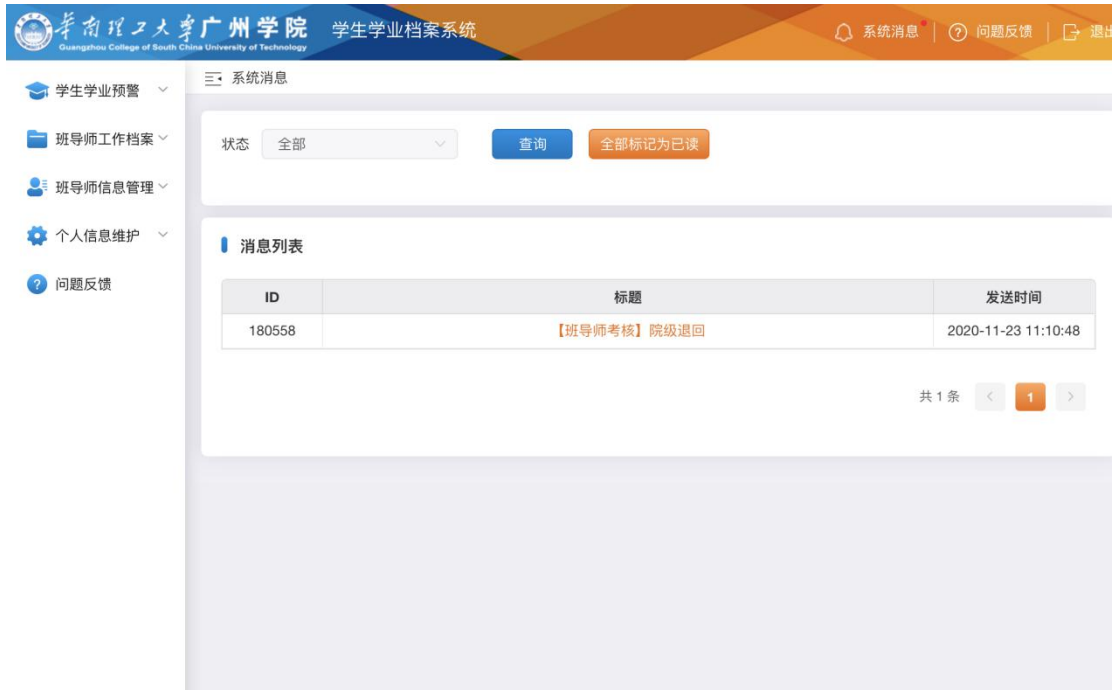 華南理工大學广州学院 学生学业档案系统 系统消息 问题反馈 退出
Guangzhou College of South China University of Technology
学生学业预警
班导师工作档案
班导师信息管理
个人信息维护
问题反馈
系统消息
状态 全部 查询 全部标记为已读
消息列表
ID 标题 发送时间
180558 【班导师考核】院级退回 2020-11-23 11:10:48
共 1 条 1